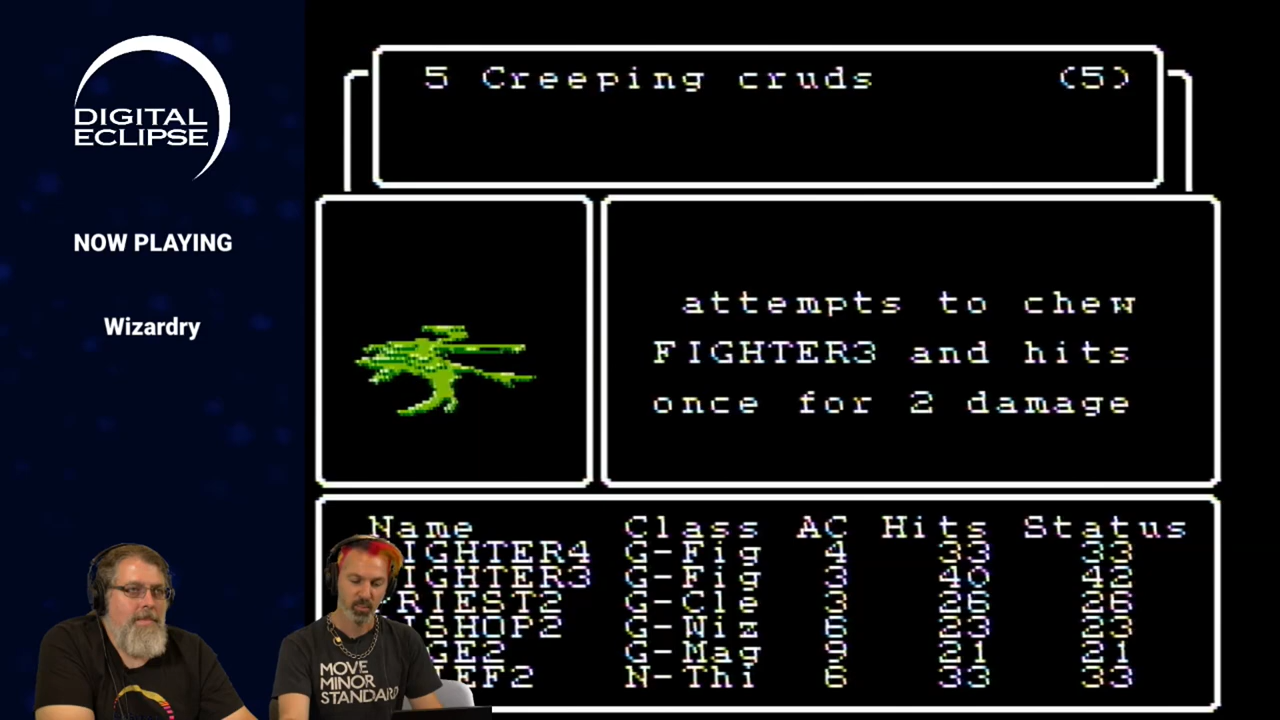 DIGITAL
ECLIPSE
NOW PLAYING
Wizardry
5 Creeping cruds (5)
attempts to chew
FIGHTER3 and hits
once for 2 damage
Name Class AC Hits Status
IGHTER4 G-Fig 4 33 33
IGHTER3 G-Fig 3 40 42
RIEST2 G-Cle 3 26 26
ISHOP2 G-Wiz 6 23 23
GE2 G-Mag 9 21 21
EF2 N-Thi 6 33 33
MOVE
MINOR
STANDARD